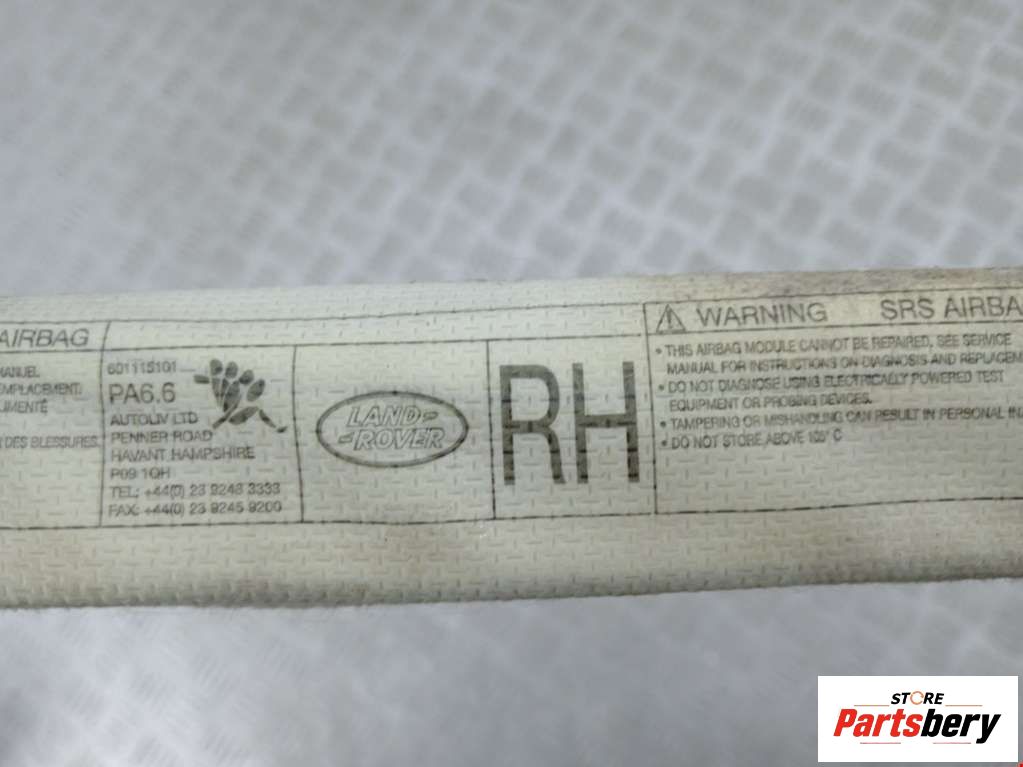 AIRBAG
MANUEL
EMPLACEMENT.
UMENTÉ
DES BLESSURES.
601115101
PA6.6
AUTOLIV LTD
PENNER ROAD
HAVANT HAMPSHIRE
P09 1QH
TEL: +44(0) 23 9248 3333
FAX: +44(0) 23 9245 9200
LAND-
-ROVER
RH
WARNING SRS AIRBA
• THIS AIRBAG MODULE CANNOT BE REPAIRED, SEE SERVICE
MANUAL FOR INSTRUCTIONS ON DIAGNOSIS AND REPLACEM
• DO NOT DIAGNOSE USING ELECTRICALLY POWERED TEST
EQUIPMENT OR PROBING DEVICES.
• TAMPERING OR MISHANDLING CAN RESULT IN PERSONAL IN
• DO NOT STORE ABOVE 105° C
STORE
Partsbery